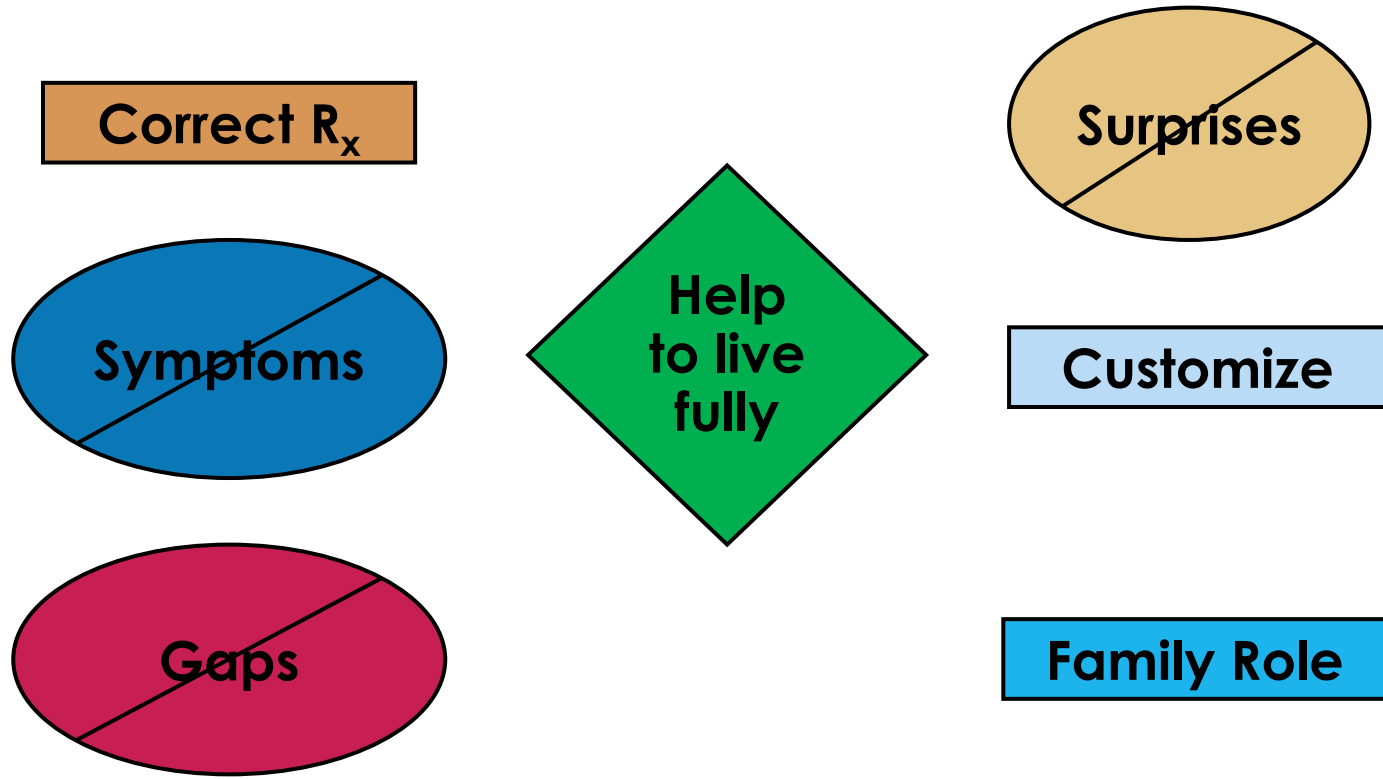 Correct Rx
Symptoms
Gaps
Help
to live
fully
Surprises
Customize
Family Role